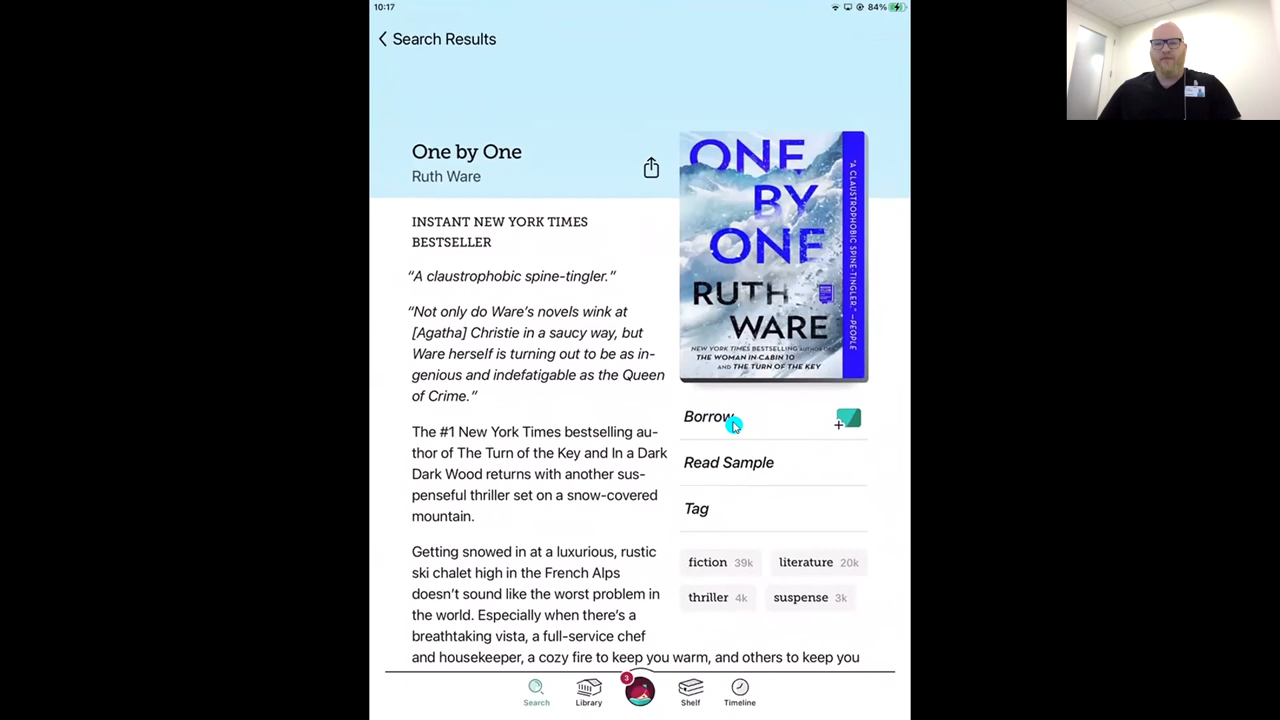 10:17
84%
Search Results
One by One
Ruth Ware
INSTANT NEW YORK TIMES
BESTSELLER
“A claustrophobic spine-tingler.”
“Not only do Ware’s novels wink at
[Agatha] Christie in a saucy way, but
Ware herself is turning out to be as in-
genious and indefatigable as the Queen
of Crime.”
The #1 New York Times bestselling au-
thor of The Turn of the Key and In a Dark
Dark Wood returns with another sus-
penseful thriller set on a snow-covered
mountain.
Getting snowed in at a luxurious, rustic
ski chalet high in the French Alps
doesn’t sound like the worst problem in
the world. Especially when there’s a
breathtaking vista, a full-service chef
and housekeeper, a cozy fire to keep you warm, and others to keep you
ONE
BY
ONE
RUTH
WARE
NEW YORK TIMES BESTSELLING AUTHOR OF
THE WOMAN IN CABIN 10
AND THE TURN OF THE KEY
"A CLAUSTROPHOBIC SPINE-TINGLER." —PEOPLE
Borrow
Read Sample
Tag
fiction 39k
literature 20k
thriller 4k
suspense 3k
3
Search
Library
Shelf
Timeline